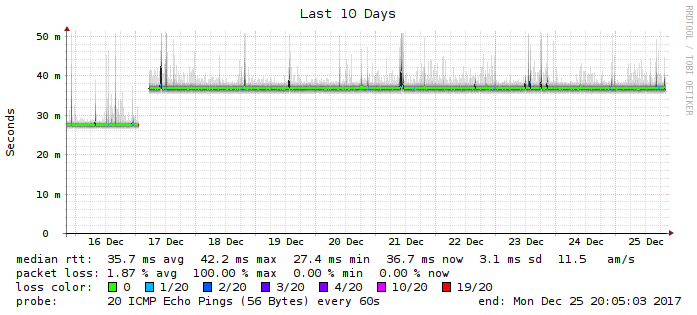 Last 10 Days
RRDTOOL / TOBI OETIKER
Seconds
50 m
40 m
30 m
20 m
10 m
0
16 Dec 17 Dec 18 Dec 19 Dec 20 Dec 21 Dec 22 Dec 23 Dec 24 Dec 25 Dec
median rtt: 35.7 ms avg 42.2 ms max 27.4 ms min 36.7 ms now 3.1 ms sd 11.5 am/s
packet loss: 1.87 % avg 100.00 % max 0.00 % min 0.00 % now
loss color: 0 1/20 2/20 3/20 4/20 10/20 19/20
probe: 20 ICMP Echo Pings (56 Bytes) every 60s end: Mon Dec 25 20:05:03 2017